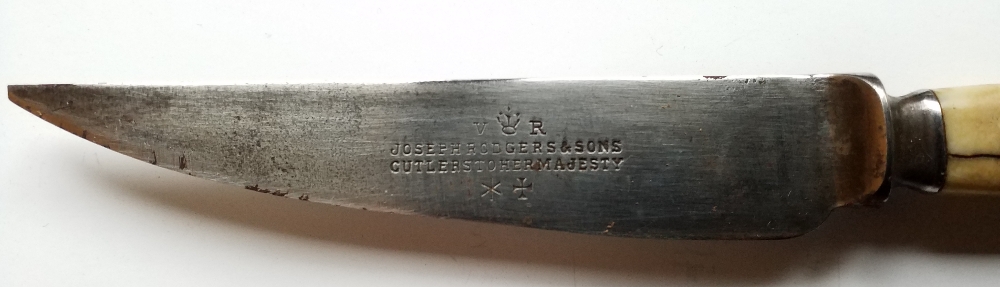 V R
JOSEPH RODGERS & SONS
CUTLERS TO HER MAJESTY